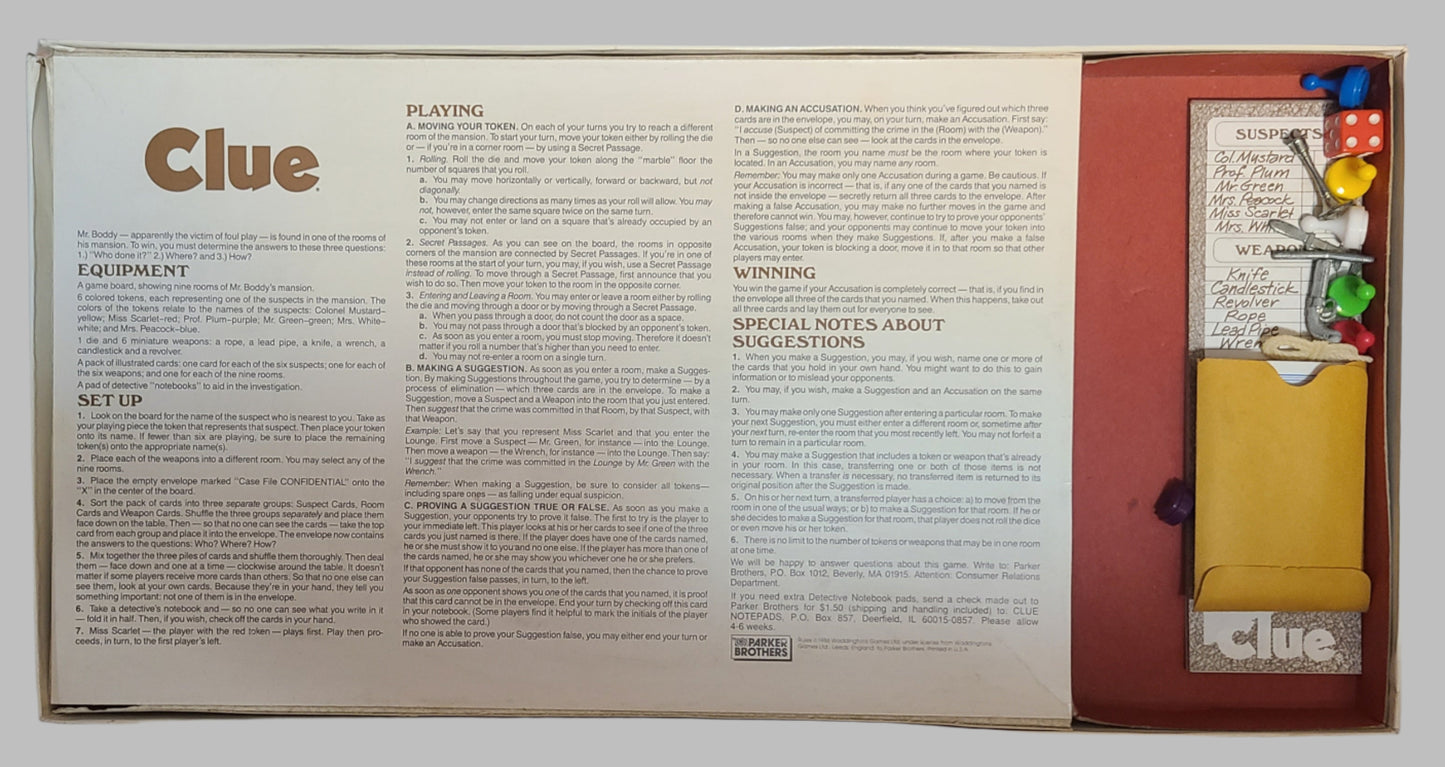 Clue
Mr. Boddy — apparently the victim of foul play — is found in one of the rooms of
his mansion. To win, you must determine the answers to these three questions:
1.) "Who done it?" 2.) Where? and 3.) How?
EQUIPMENT
A game board, showing nine rooms of Mr. Boddy's mansion.
6 colored tokens, each representing one of the suspects in the mansion. The
colors of the tokens relate to the names of the suspects: Colonel Mustard–
yellow; Miss Scarlet–red; Prof. Plum–purple; Mr. Green–green; Mrs. White–
white; and Mrs. Peacock–blue.
1 die and 6 miniature weapons: a rope, a lead pipe, a knife, a wrench, a
candlestick and a revolver.
A pack of illustrated cards: one card for each of the six suspects; one for each of
the six weapons; and one for each of the nine rooms.
A pad of detective "notebooks" to aid in the investigation.
SET UP
1. Look on the board for the name of the suspect who is nearest to you. Take as
your playing piece the token that represents that suspect. Then place your token
onto its name. If fewer than six are playing, be sure to place the remaining
token(s) onto the appropriate name(s).
2. Place each of the weapons into a different room. You may select any of the
nine rooms.
3. Place the empty envelope marked "Case File CONFIDENTIAL" onto the
"X" in the center of the board.
4. Sort the pack of cards into three separate groups: Suspect Cards, Room
Cards and Weapon Cards. Shuffle the three groups separately and place them
face down on the table. Then — so that no one can see the cards — take the top
card from each group and place it into the envelope. The envelope now contains
the answers to the questions: Who? Where? How?
5. Mix together the three piles of cards and shuffle them thoroughly. Then deal
them — face down and one at a time — clockwise around the table. It doesn't
matter if some players receive more cards than others. So that no one else can
see them, look at your own cards. Because they're in your hand, they tell you
something important: not one of them is in the envelope.
6. Take a detective's notebook and — so no one can see what you write in it
— fold it in half. Then, if you wish, check off the cards in your hand.
7. Miss Scarlet — the player with the red token — plays first. Play then pro-
ceeds, in turn, to the first player's left.
PLAYING
A. MOVING YOUR TOKEN. On each of your turns you try to reach a different
room of the mansion. To start your turn, move your token either by rolling the die
or — if you're in a corner room — by using a Secret Passage.
1. Rolling. Roll the die and move your token along the "marble" floor the
number of squares that you roll.
a. You may move horizontally or vertically, forward or backward, but not
diagonally.
b. You may change directions as many times as your roll will allow. You may
not, however, enter the same square twice on the same turn.
c. You may not enter or land on a square that's already occupied by an
opponent's token.
2. Secret Passages. As you can see on the board, the rooms in opposite
corners of the mansion are connected by Secret Passages. If you're in one of
these rooms at the start of your turn, you may, if you wish, use a Secret Passage
instead of rolling. To move through a Secret Passage, first announce that you
wish to do so. Then move your token to the room in the opposite corner.
3. Entering and Leaving a Room. You may enter or leave a room either by rolling
the die and moving through a door or by moving through a Secret Passage.
a. When you pass through a door, do not count the door as a space.
b. You may not pass through a door that's blocked by an opponent's token.
c. As soon as you enter a room, you must stop moving. Therefore it doesn't
matter if you roll a number that's higher than you need to enter.
d. You may not re-enter a room on a single turn.
B. MAKING A SUGGESTION. As soon as you enter a room, make a Sugges-
tion. By making Suggestions throughout the game, you try to determine — by a
process of elimination — which three cards are in the envelope. To make a
Suggestion, move a Suspect and a Weapon into the room that you just entered.
Then suggest that the crime was committed in that Room, by that Suspect, with
that Weapon.
Example: Let's say that you represent Miss Scarlet and that you enter the
Lounge. First move a Suspect — Mr. Green, for instance — into the Lounge.
Then move a weapon — the Wrench, for instance — into the Lounge. Then say:
"I suggest that the crime was committed in the Lounge by Mr. Green with the
Wrench."
Remember: When making a Suggestion, be sure to consider all tokens—
including spare ones — as falling under equal suspicion.
C. PROVING A SUGGESTION TRUE OR FALSE. As soon as you make a
Suggestion, your opponents try to prove it false. The first to try is the player to
your immediate left. This player looks at his or her cards to see if one of the three
cards you just named is there. If the player does have one of the cards named,
he or she must show it to you and no one else. If the player has more than one of
the cards named, he or she may show you whichever one he or she prefers.
If that opponent has none of the cards that you named, then the chance to prove
your Suggestion false passes, in turn, to the left.
As soon as one opponent shows you one of the cards that you named, it is proof
that this card cannot be in the envelope. End your turn by checking off this card
in your notebook. (Some players find it helpful to mark the initials of the player
who showed the card.)
If no one is able to prove your Suggestion false, you may either end your turn or
make an Accusation.
D. MAKING AN ACCUSATION. When you think you've figured out which three
cards are in the envelope, you may, on your turn, make an Accusation. First say:
"I accuse (Suspect) of committing the crime in the (Room) with the (Weapon)."
Then — so no one else can see — look at the cards in the envelope.
In a Suggestion, the room you name must be the room where your token is
located. In an Accusation, you may name any room.
Remember: You may make only one Accusation during a game. Be cautious. If
your Accusation is incorrect — that is, if any one of the cards that you named is
not inside the envelope — secretly return all three cards to the envelope. After
making a false Accusation, you may make no further moves in the game and
therefore cannot win. You may, however, continue to try to prove your opponents'
Suggestions false; and your opponents may continue to move your token into
the various rooms when they make Suggestions. If, after you make a false
Accusation, your token is blocking a door, move it in to that room so that other
players may enter.
WINNING
You win the game if your Accusation is completely correct — that is, if you find in
the envelope all three of the cards that you named. When this happens, take out
all three cards and lay them out for everyone to see.
SPECIAL NOTES ABOUT
SUGGESTIONS
1. When you make a Suggestion, you may, if you wish, name one or more of
the cards that you hold in your own hand. You might want to do this to gain
information or to mislead your opponents.
2. You may, if you wish, make a Suggestion and an Accusation on the same
turn.
3. You may make only one Suggestion after entering a particular room. To make
your next Suggestion, you must either enter a different room or, sometime after
your next turn, re-enter the room that you most recently left. You may not forfeit a
turn to remain in a particular room.
4. You may make a Suggestion that includes a token or weapon that's already
in your room. In this case, transferring one or both of those items is not
necessary. When a transfer is necessary, no transferred item is returned to its
original position after the Suggestion is made.
5. On his or her next turn, a transferred player has a choice: a) to move from the
room in one of the usual ways; or b) to make a Suggestion for that room. If he or
she decides to make a Suggestion for that room, that player does not roll the dice
or even move his or her token.
6. There is no limit to the number of tokens or weapons that may be in one room
at one time.
We will be happy to answer questions about this game. Write to: Parker
Brothers, P.O. Box 1012, Beverly, MA 01915. Attention: Consumer Relations
Department.
If you need extra Detective Notebook pads, send a check made out to
Parker Brothers for $1.50 (shipping and handling included) to: CLUE
NOTEPADS, P.O. Box 857, Deerfield, IL 60015-0857. Please allow
4-6 weeks.
PARKER
BROTHERS
Rules © Waddingtons Games Ltd. under license from Waddingtons
Games Ltd., Leeds, England, to Parker Brothers. Printed in U.S.A.
SUSPECTS
Col. Mustard
Prof. Plum
Mr. Green
Mrs. Peacock
Miss Scarlet
Mrs.
WEAPON
Knife
Candlestick
Revolver
Rope
Lead Pipe
Wren
Clue